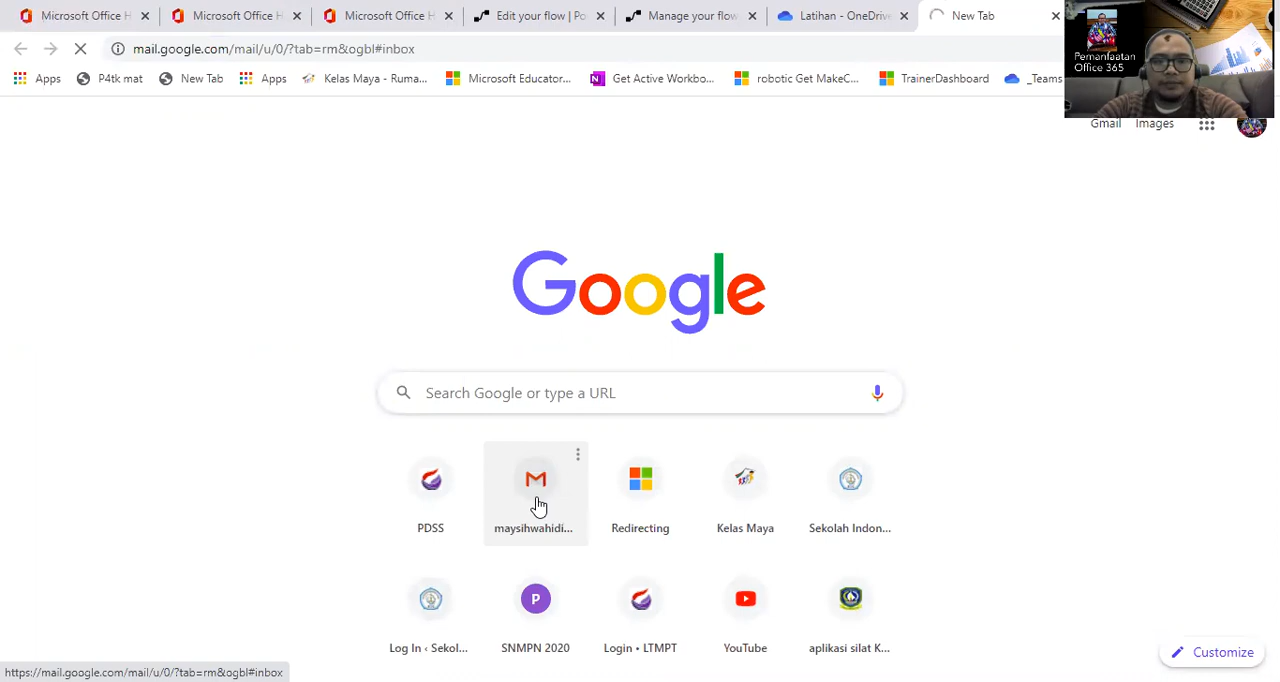 Microsoft Office H
Microsoft Office H
Microsoft Office H
Edit your flow | Po
Manage your flow
Latihan - OneDrive
New Tab
mail.google.com/mail/u/0/?tab=rm&ogbl#inbox
Apps
P4tk mat
New Tab
Apps
Kelas Maya - Ruma...
Microsoft Educator...
Get Active Workbo...
robotic Get MakeC...
TrainerDashboard
_Teams
Pemanfaatan
Office 365
Gmail
Images
Google
Search Google or type a URL
PDSS
maysihwahidi...
Redirecting
Kelas Maya
Sekolah Indon...
Log In ‹ Sekol...
P
SNMPN 2020
Login • LTMPT
YouTube
aplikasi silat K...
Customize
https://mail.google.com/mail/u/0/?tab=rm&ogbl#inbox